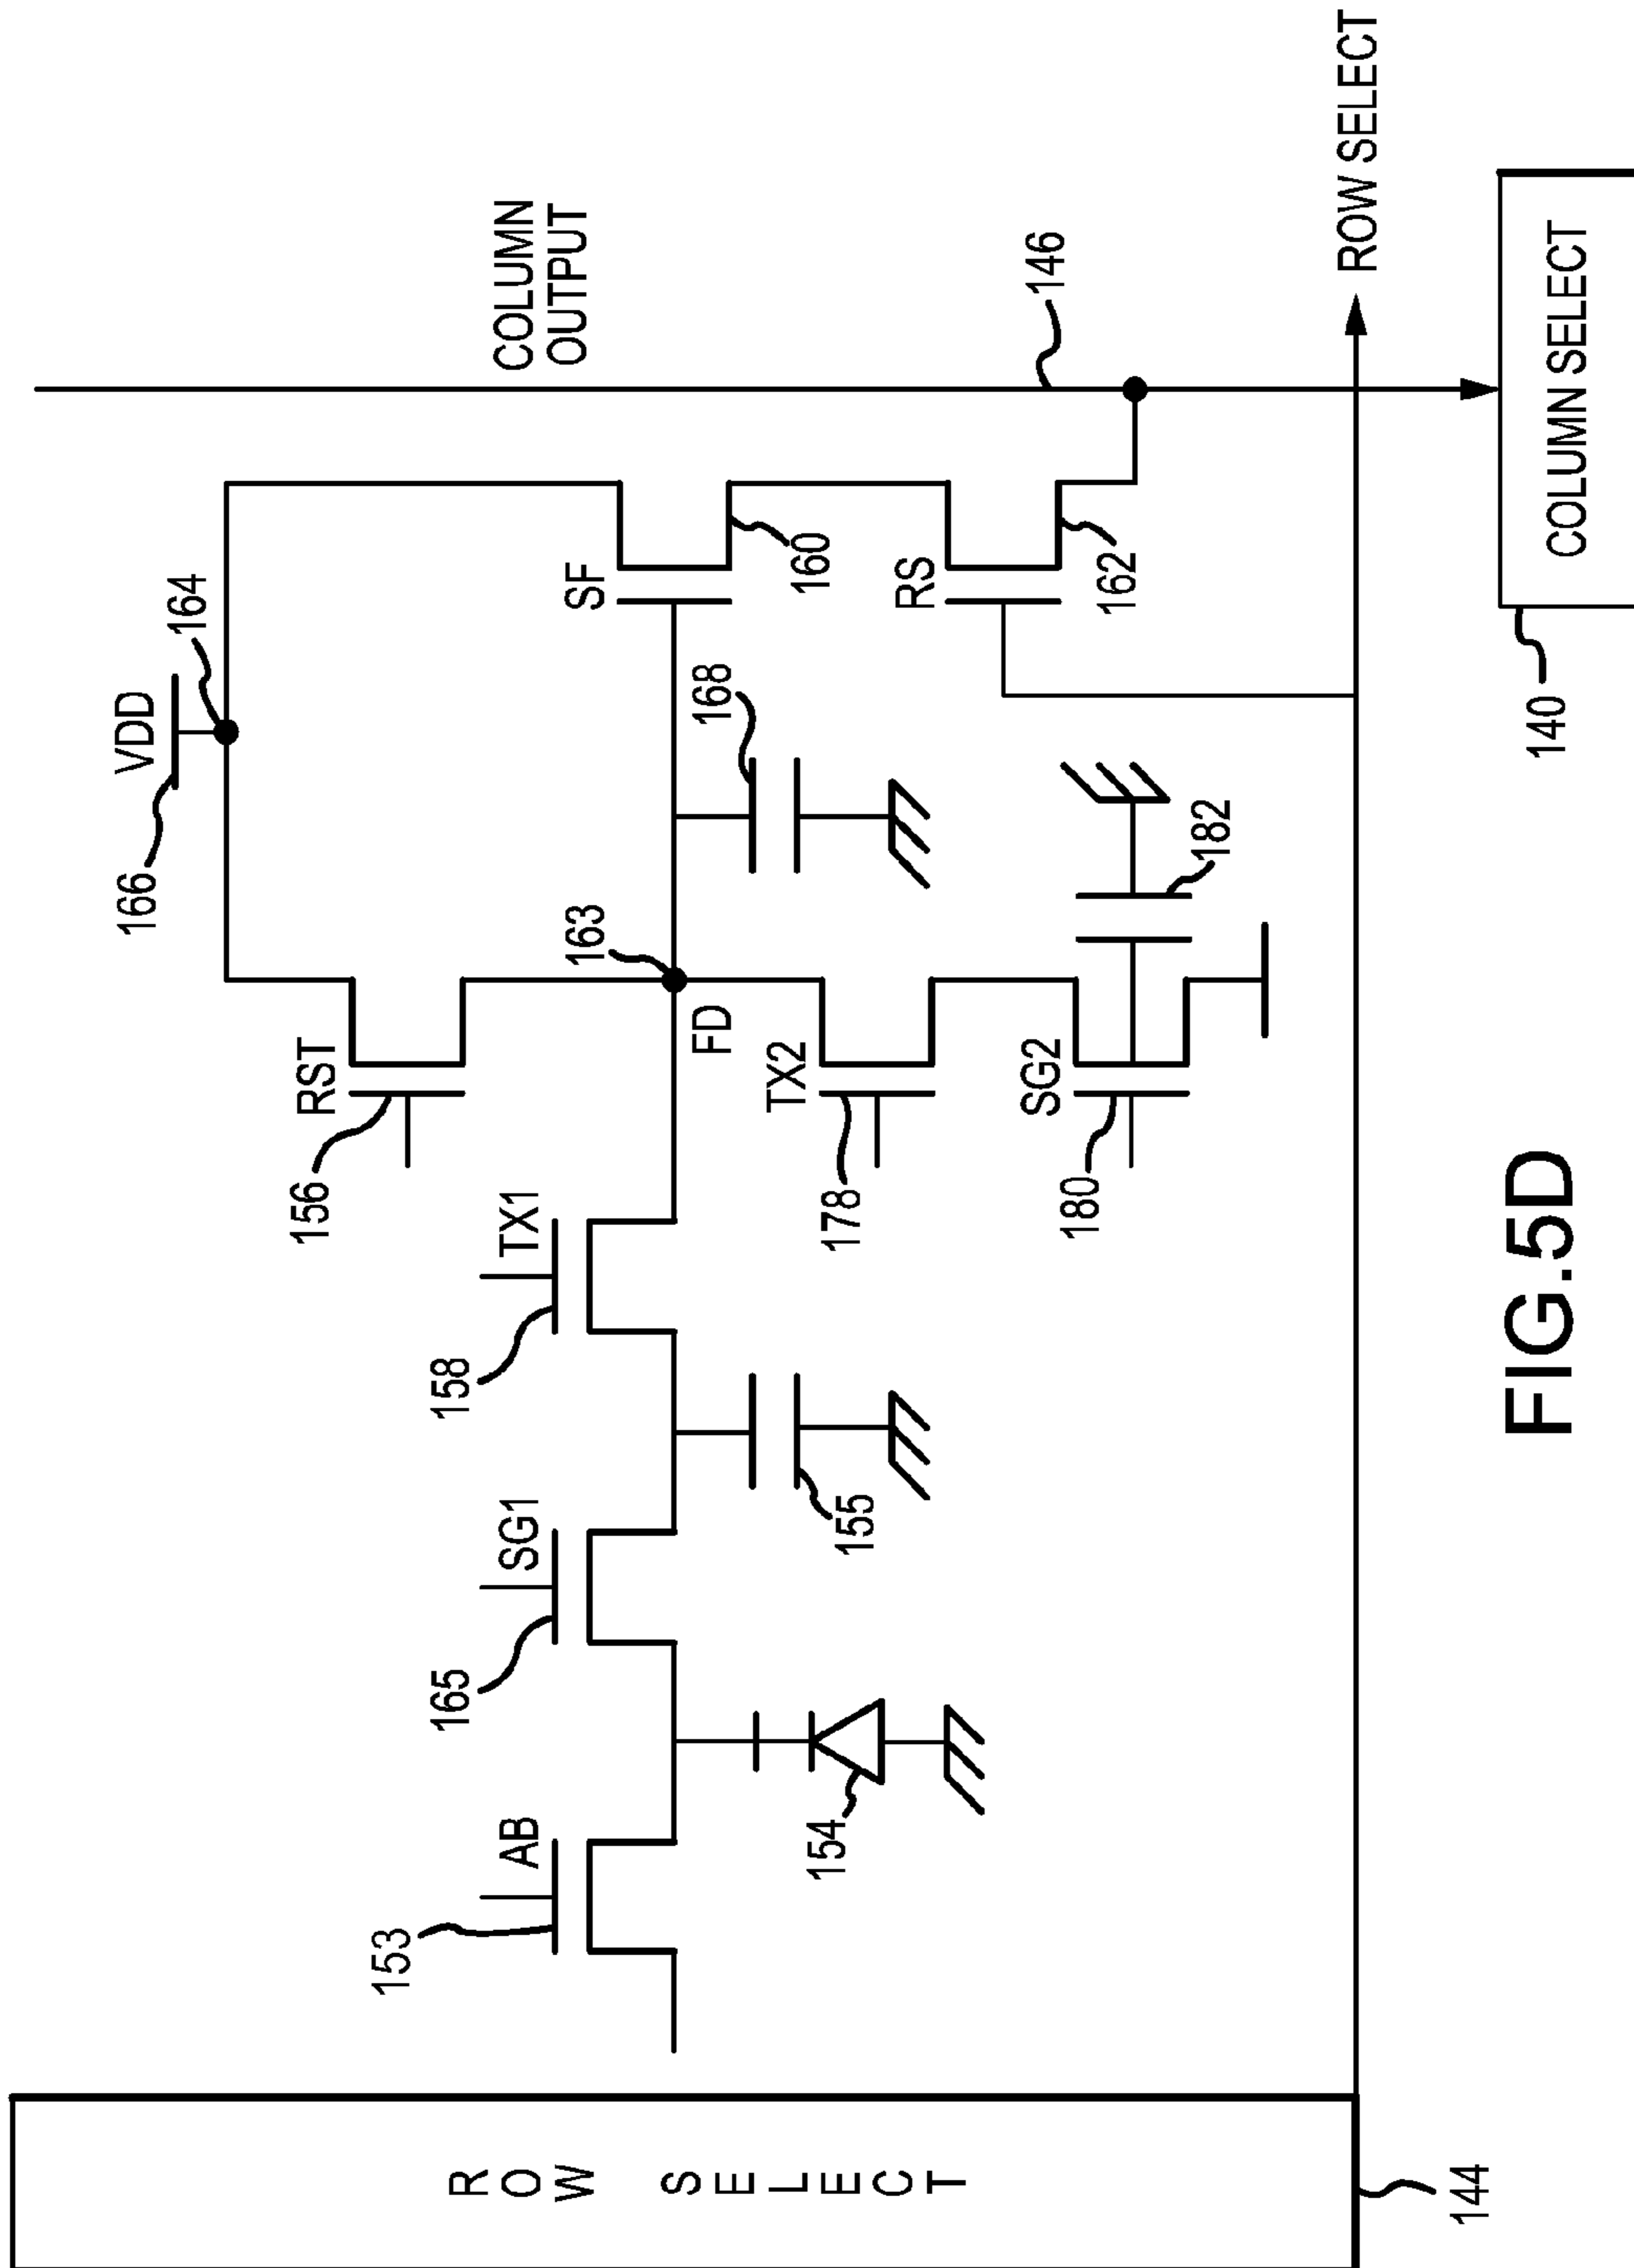 ROW SELECT
144
153
AB
154
165
SG1
155
158
TX1
156
RST
166
VDD
164
163
FD
168
TX2
178
SG2
180
182
SF
160
RS
162
COLUMN
OUTPUT
146
ROW SELECT
COLUMN SELECT
140
FIG.5D